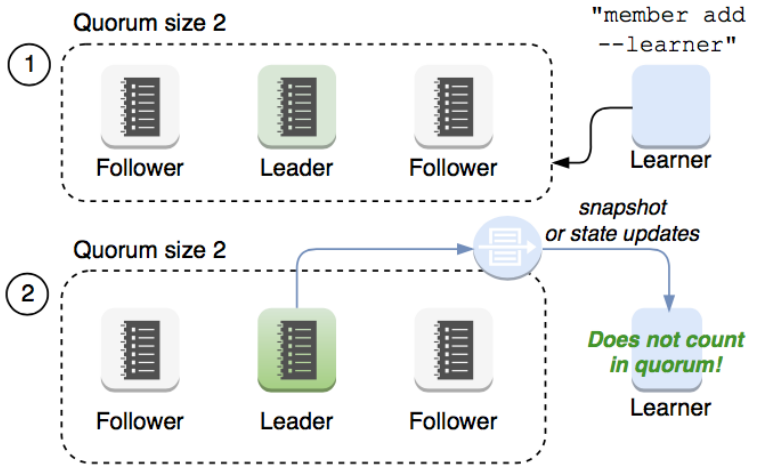 Quorum size 2
"member add
--learner"
1
Follower
Leader
Follower
Learner
snapshot
or state updates
Quorum size 2
2
Does not count
in quorum!
Follower
Leader
Follower
Learner